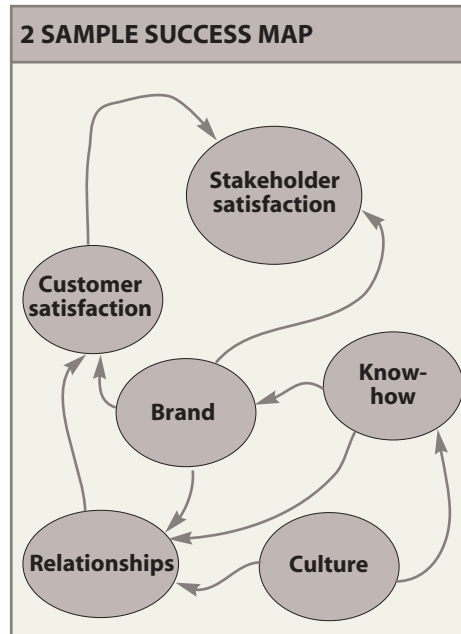 2 SAMPLE SUCCESS MAP
Stakeholder
satisfaction
Customer
satisfaction
Know-
how
Brand
Relationships
Culture